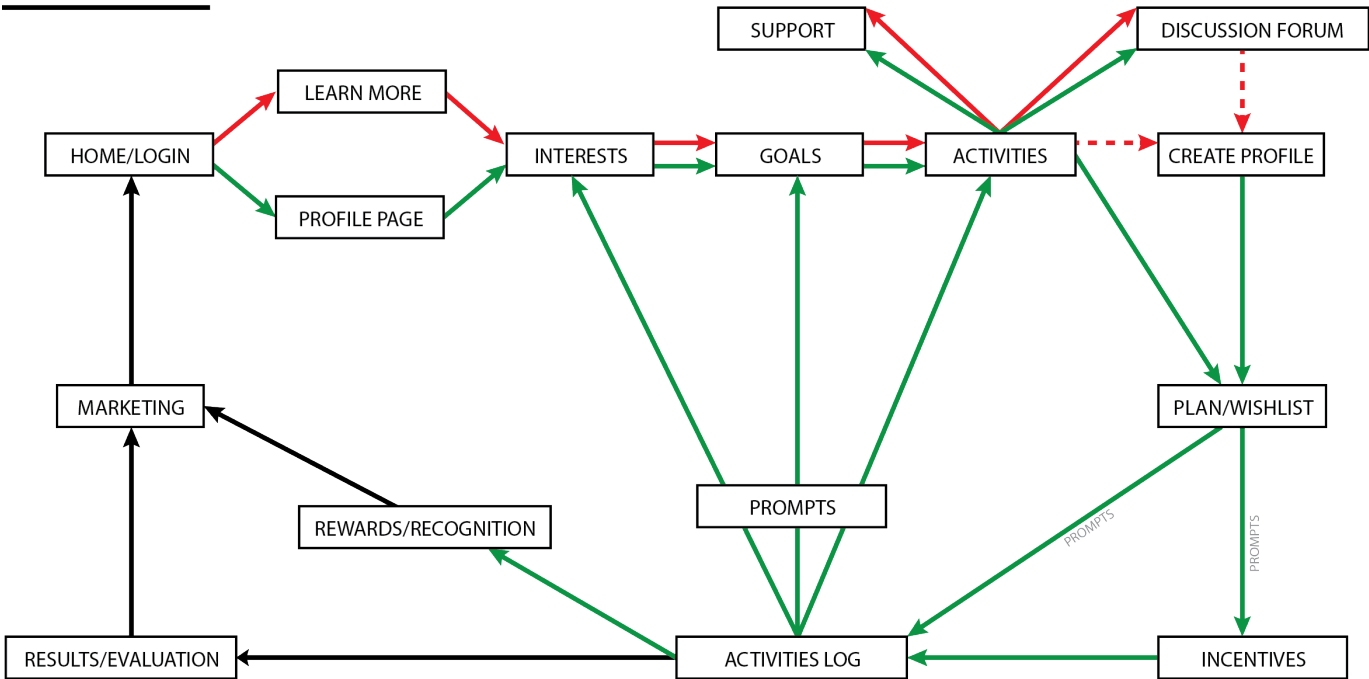 SUPPORT
DISCUSSION FORUM
LEARN MORE
HOME/LOGIN
INTERESTS
GOALS
ACTIVITIES
CREATE PROFILE
PROFILE PAGE
MARKETING
PLAN/WISHLIST
PROMPTS
REWARDS/RECOGNITION
PROMPTS
PROMPTS
RESULTS/EVALUATION
ACTIVITIES LOG
INCENTIVES